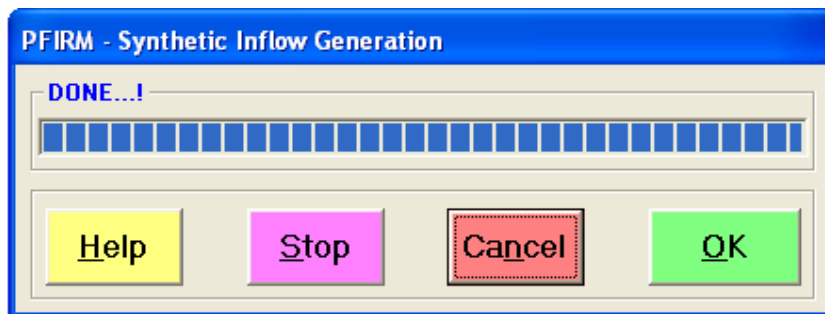 PFIRM - Synthetic Inflow Generation
DONE...!
Help Stop Cancel OK